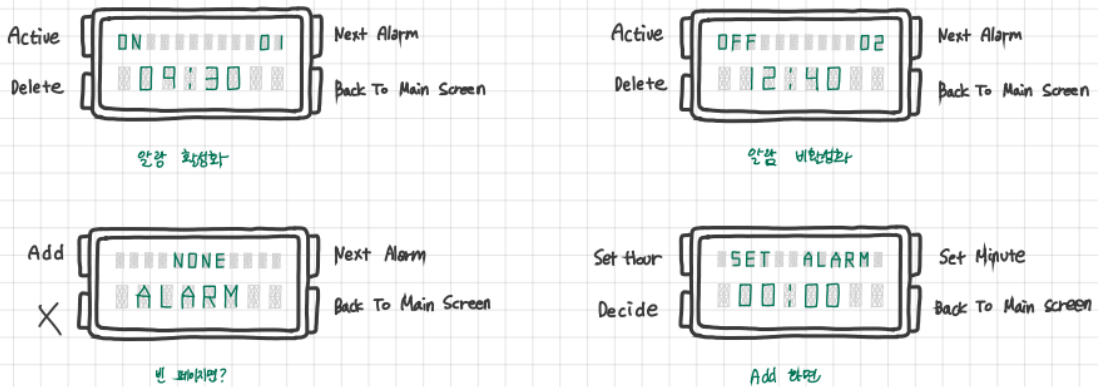 Active
ON 01
Next Alarm
Delete
09:30
Back To Main Screen
알람 활성화
Active
OFF 02
Next Alarm
Delete
12:40
Back To Main Screen
알람 비활성화
Add
NONE
Next Alarm
X
ALARM
Back To Main Screen
빈 페이지면?
Set Hour
SET ALARM
Set Minute
Decide
00:00
Back To Main Screen
Add 화면